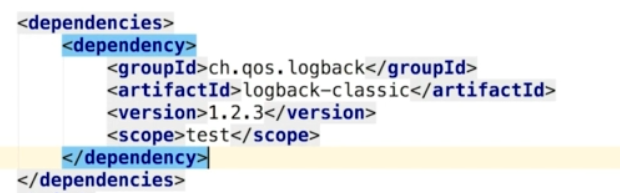 <dependencies>
<dependency>
<groupId>ch.qos.logback</groupId>
<artifactId>logback-classic</artifactId>
<version>1.2.3</version>
<scope>test</scope>
</dependency>
</dependencies>